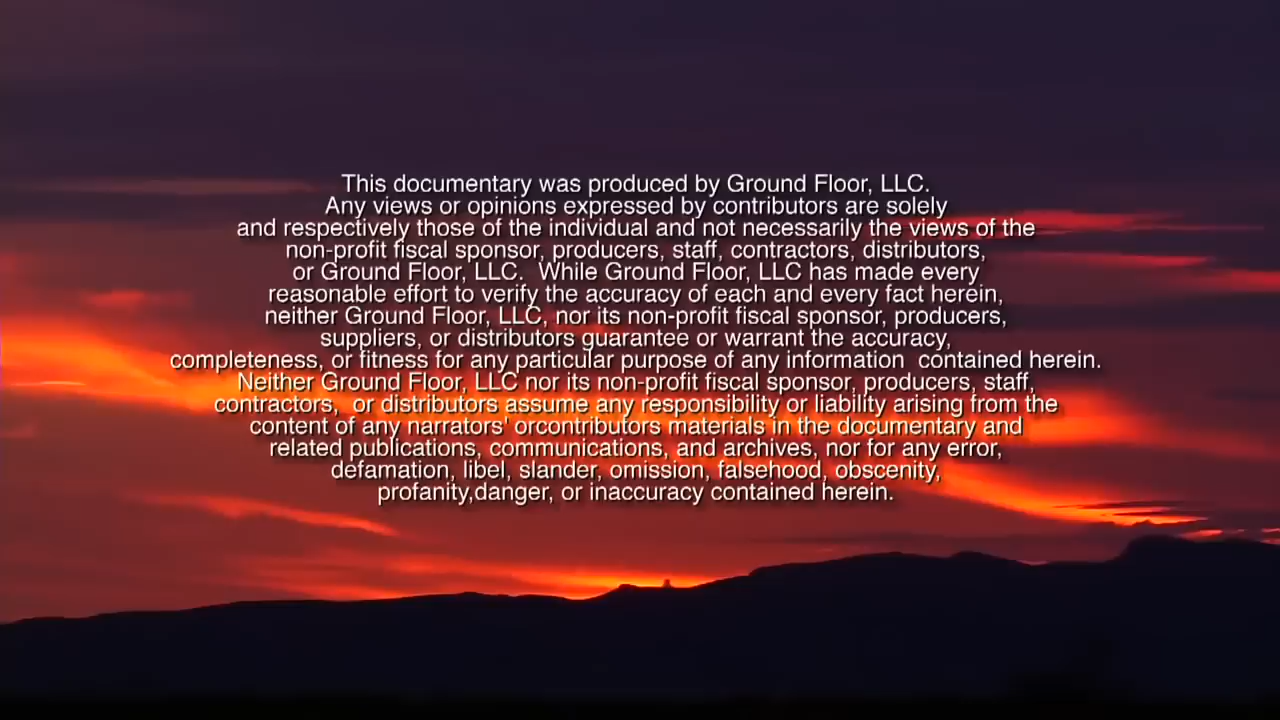 This documentary was produced by Ground Floor, LLC.
Any views or opinions expressed by contributors are solely
and respectively those of the individual and not necessarily the views of the
non-profit fiscal sponsor, producers, staff, contractors, distributors,
or Ground Floor, LLC.  While Ground Floor, LLC has made every
reasonable effort to verify the accuracy of each and every fact herein,
neither Ground Floor, LLC, nor its non-profit fiscal sponsor, producers,
suppliers, or distributors guarantee or warrant the accuracy,
completeness, or fitness for any particular purpose of any information  contained herein.
Neither Ground Floor, LLC nor its non-profit fiscal sponsor, producers, staff,
contractors,  or distributors assume any responsibility or liability arising from the
content of any narrators' orcontributors materials in the documentary and
related publications, communications, and archives, nor for any error,
defamation, libel, slander, omission, falsehood, obscenity,
profanity,danger, or inaccuracy contained herein.